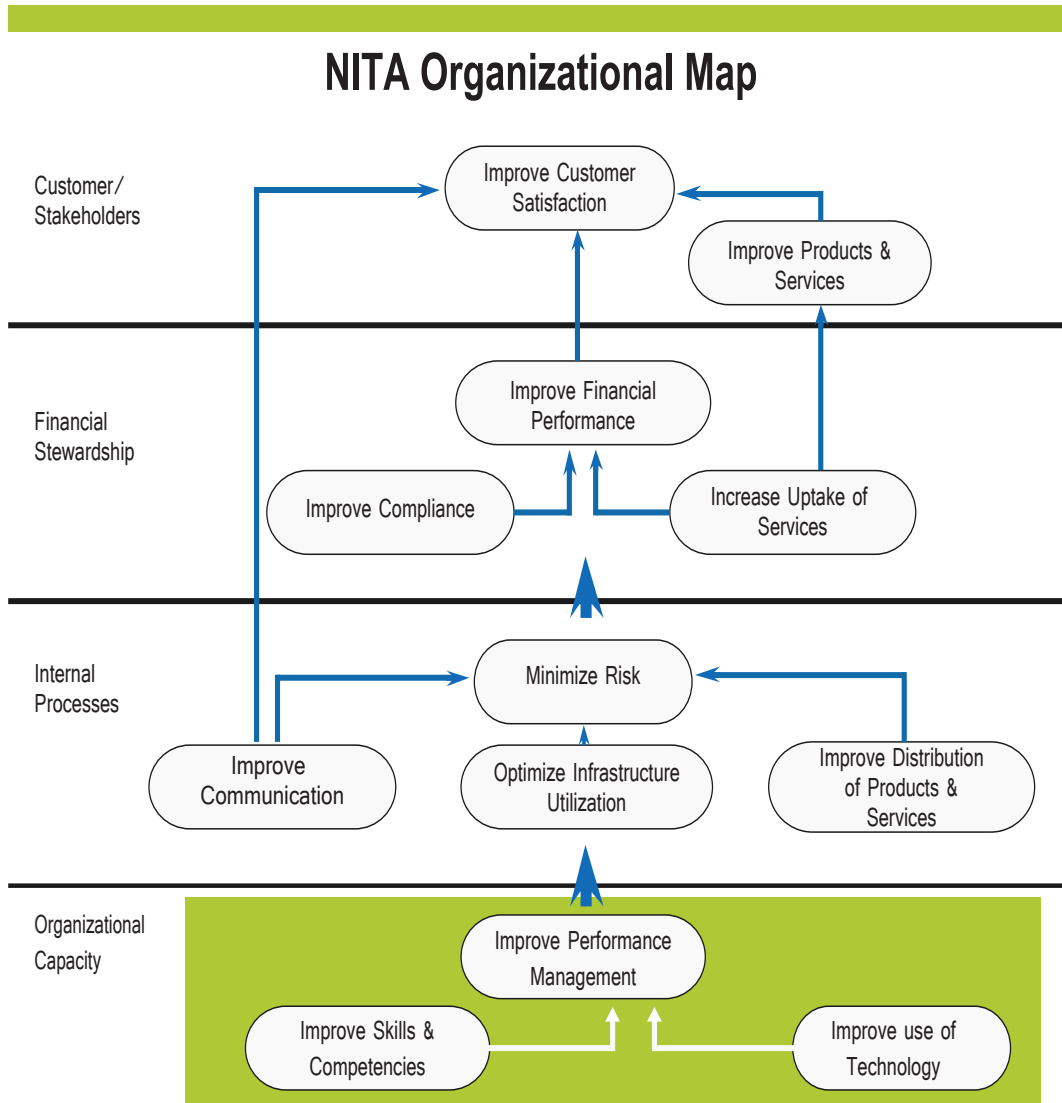 NITA Organizational Map
Customer/
Stakeholders
Improve Customer
Satisfaction
Improve Products &
Services
Financial
Stewardship
Improve Financial
Performance
Improve Compliance
Increase Uptake of
Services
Internal
Processes
Minimize Risk
Improve
Communication
Optimize Infrastructure
Utilization
Improve Distribution
of Products &
Services
Organizational
Capacity
Improve Performance
Management
Improve Skills &
Competencies
Improve use of
Technology